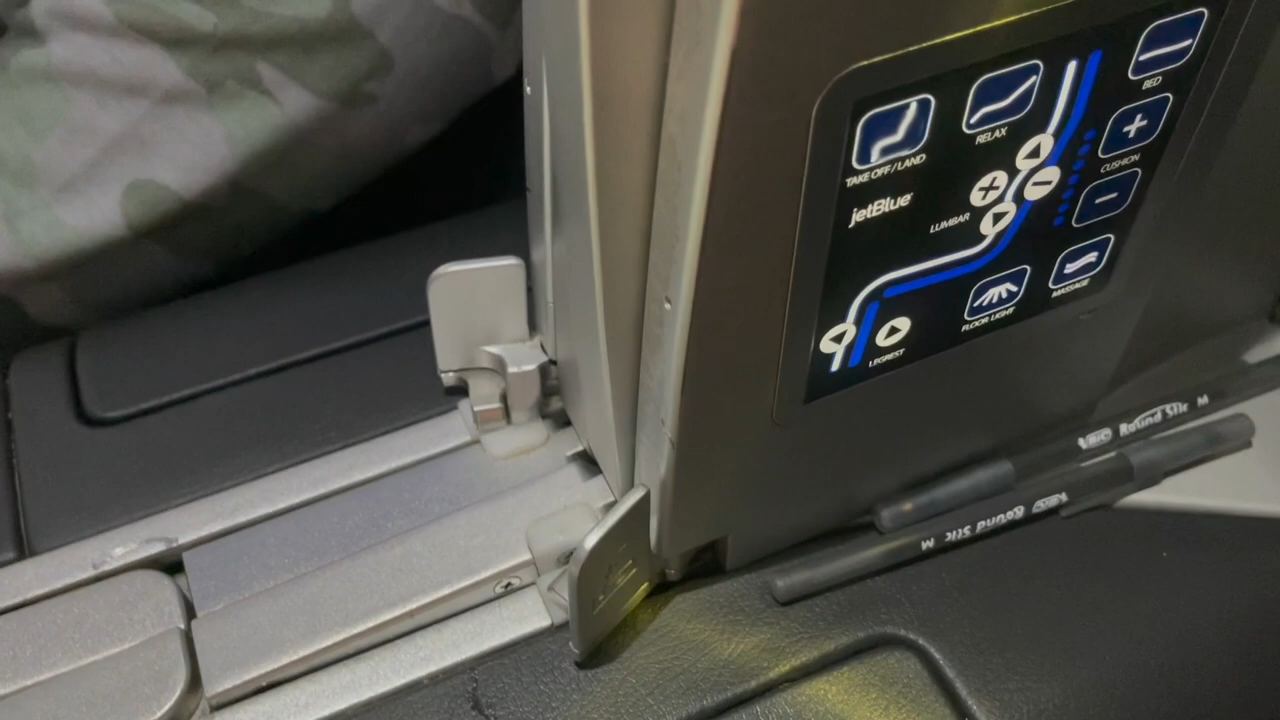 BED
RELAX
TAKE OFF / LAND
CUSHION
jetBlue
LUMBAR
MASSAGE
FLOOR LIGHT
LEGREST
BIC Round Stic M
BIC Round Stic M